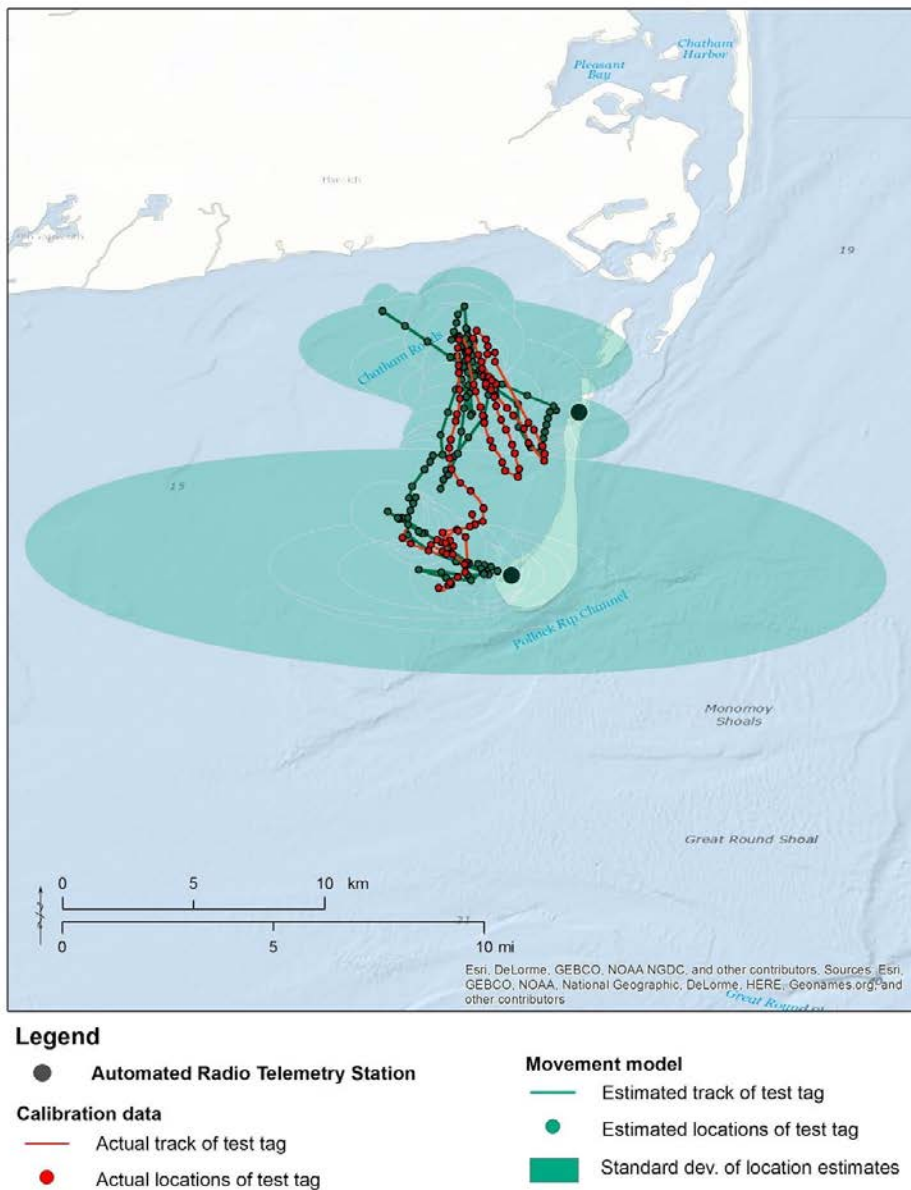 Chatham
Harbor
Pleasant
Bay
Harwich
19
Chatham Roads
15
Pollock Rip Channel
Monomoy
Shoals
Great Round Shoal
0 5 10 km
21
0 5 10 mi
Esri, DeLorme, GEBCO, NOAA NGDC, and other contributors. Sources: Esri,
GEBCO, NOAA, National Geographic, DeLorme, HERE, Geonames.org, and
other contributors
Great Round
Legend
Automated Radio Telemetry Station
Calibration data
Actual track of test tag
Actual locations of test tag
Movement model
Estimated track of test tag
Estimated locations of test tag
Standard dev. of location estimates